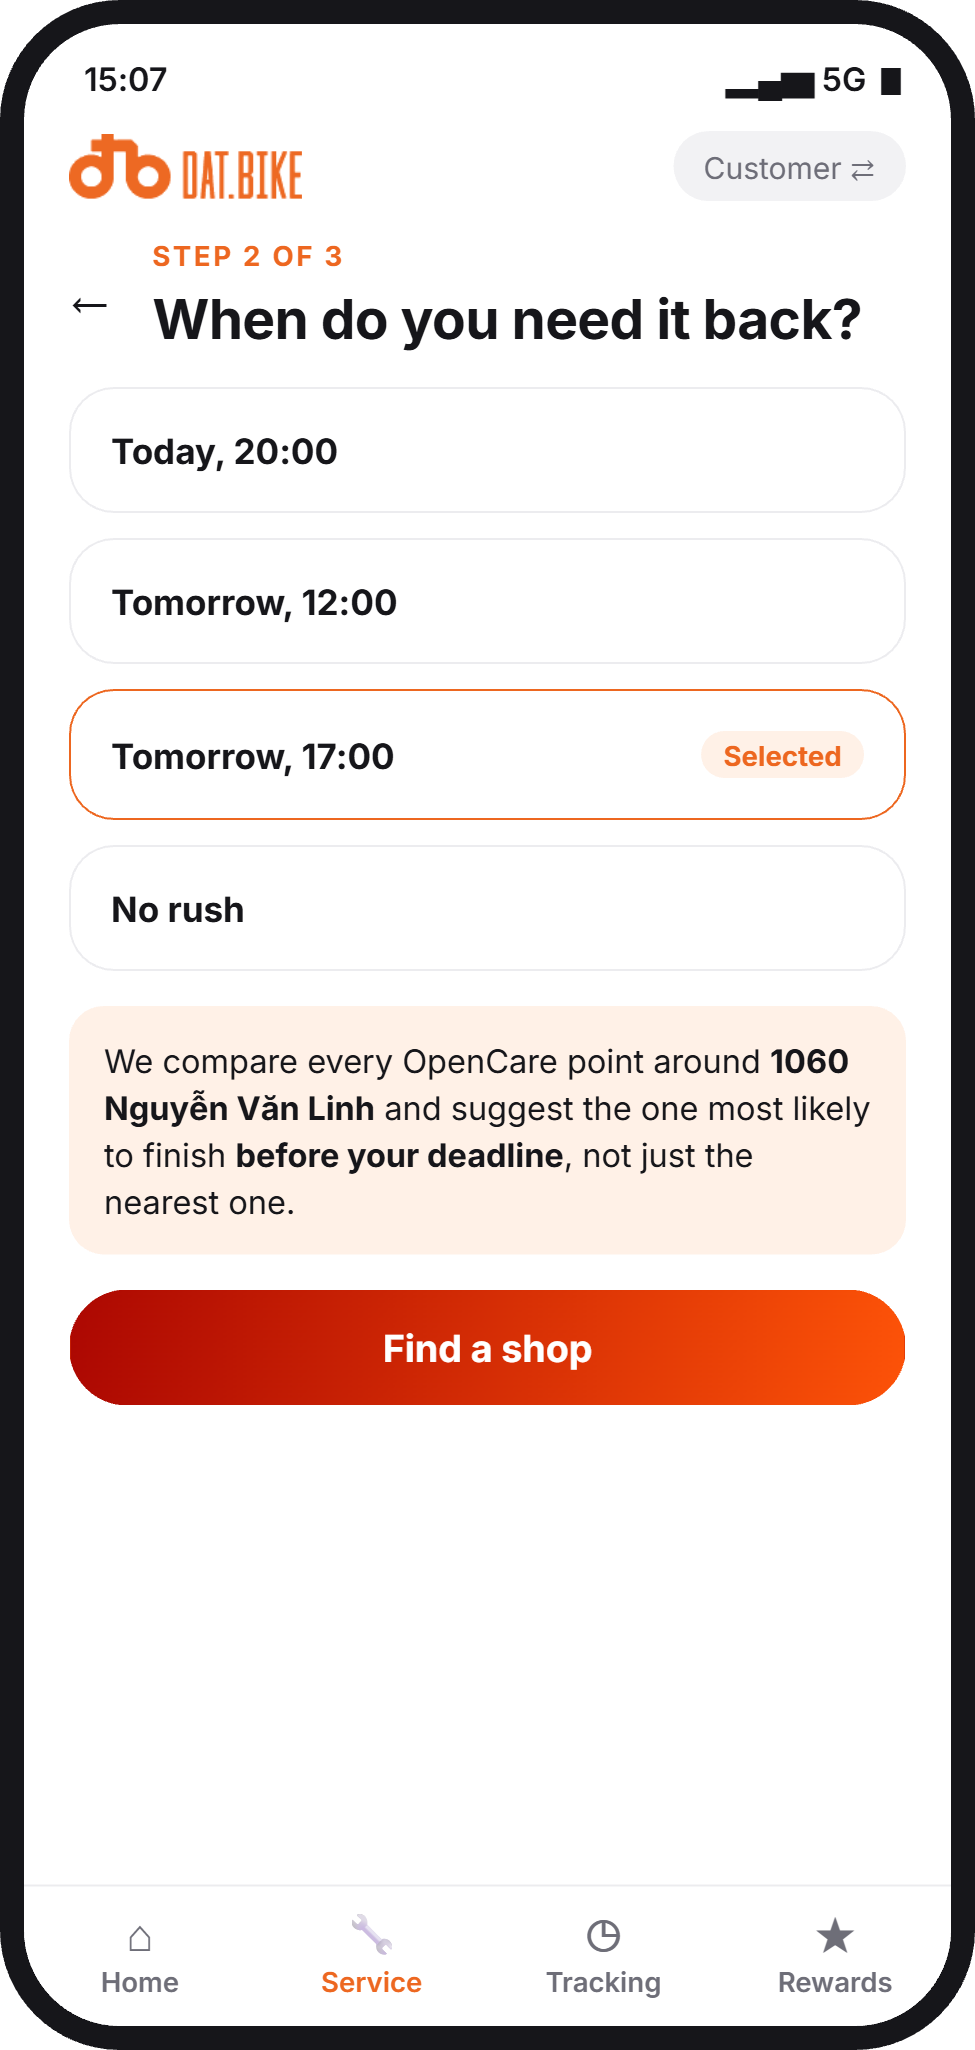 15:07 5G
DAT.BIKE Customer ⇄
STEP 2 OF 3
← When do you need it back?
Today, 20:00
Tomorrow, 12:00
Tomorrow, 17:00 Selected
No rush
We compare every OpenCare point around 1060
Nguyễn Văn Linh and suggest the one most likely
to finish before your deadline, not just the
nearest one.
Find a shop
Home Service Tracking Rewards